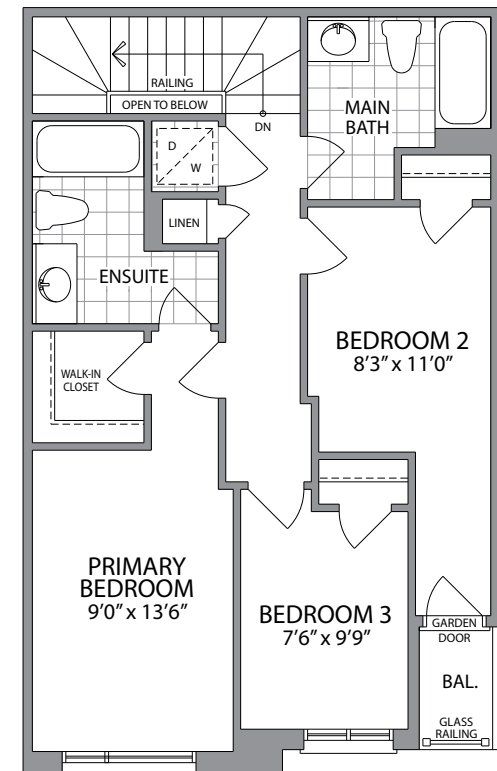 RAILING
OPEN TO BELOW
DN
MAIN
BATH
D
W
LINEN
ENSUITE
WALK-IN
CLOSET
BEDROOM 2
8'3" x 11'0"
PRIMARY
BEDROOM
9'0" x 13'6"
BEDROOM 3
7'6" x 9'9"
GARDEN
DOOR
BAL.
GLASS
RAILING